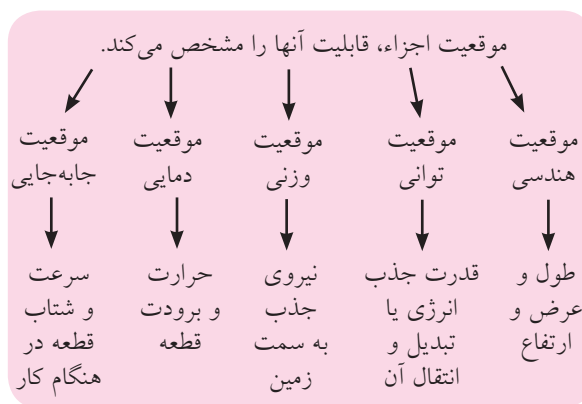 موقعیت اجزاء، قابلیت آنها را مشخص می‌کند.
موقعیت
هندسی
موقعیت
توانی
موقعیت
وزنی
موقعیت
دمایی
موقعیت
جابه‌جایی
طول و
عرض و
ارتفاع
قدرت جذب
انرژی یا
تبدیل و
انتقال آن
نیروی
جذب
به سمت
زمین
حرارت
و برودت
قطعه
سرعت
و شتاب
قطعه در
هنگام کار